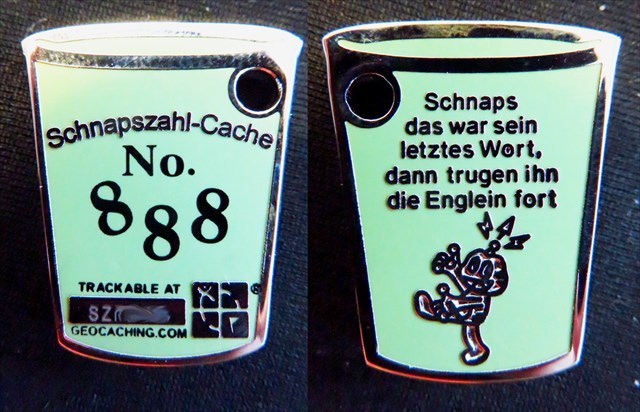 Schnapszahl-Cache
No.
888
TRACKABLE AT
SZ
GEOCACHING.COM
Schnaps
das war sein
letztes Wort,
dann trugen ihn
die Englein fort